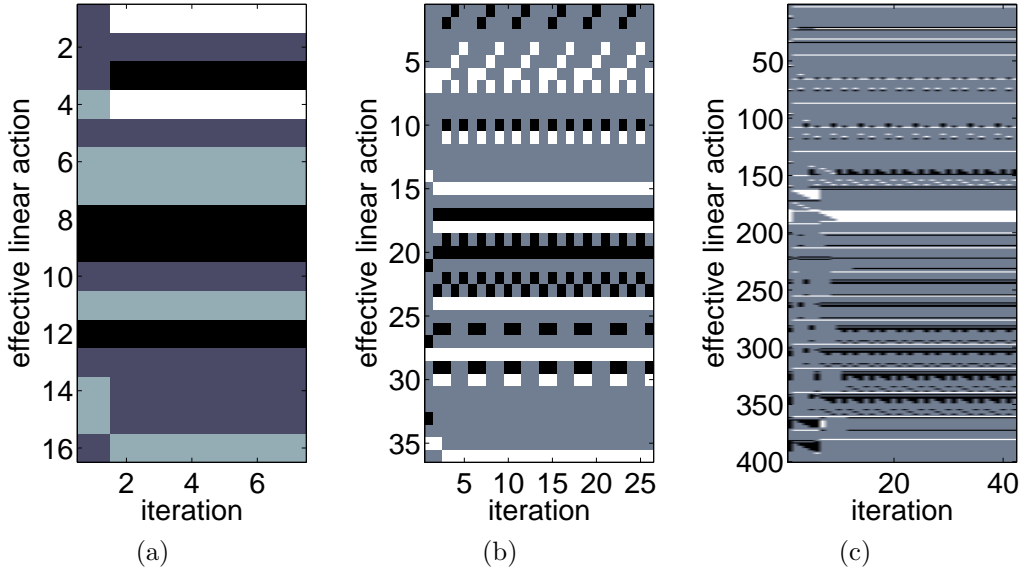 effective linear action
2
4
6
8
10
12
14
16
2 4 6
iteration
(a)
effective linear action
5
10
15
20
25
30
35
5 10 15 20 25
iteration
(b)
effective linear action
50
100
150
200
250
300
350
400
20 40
iteration
(c)